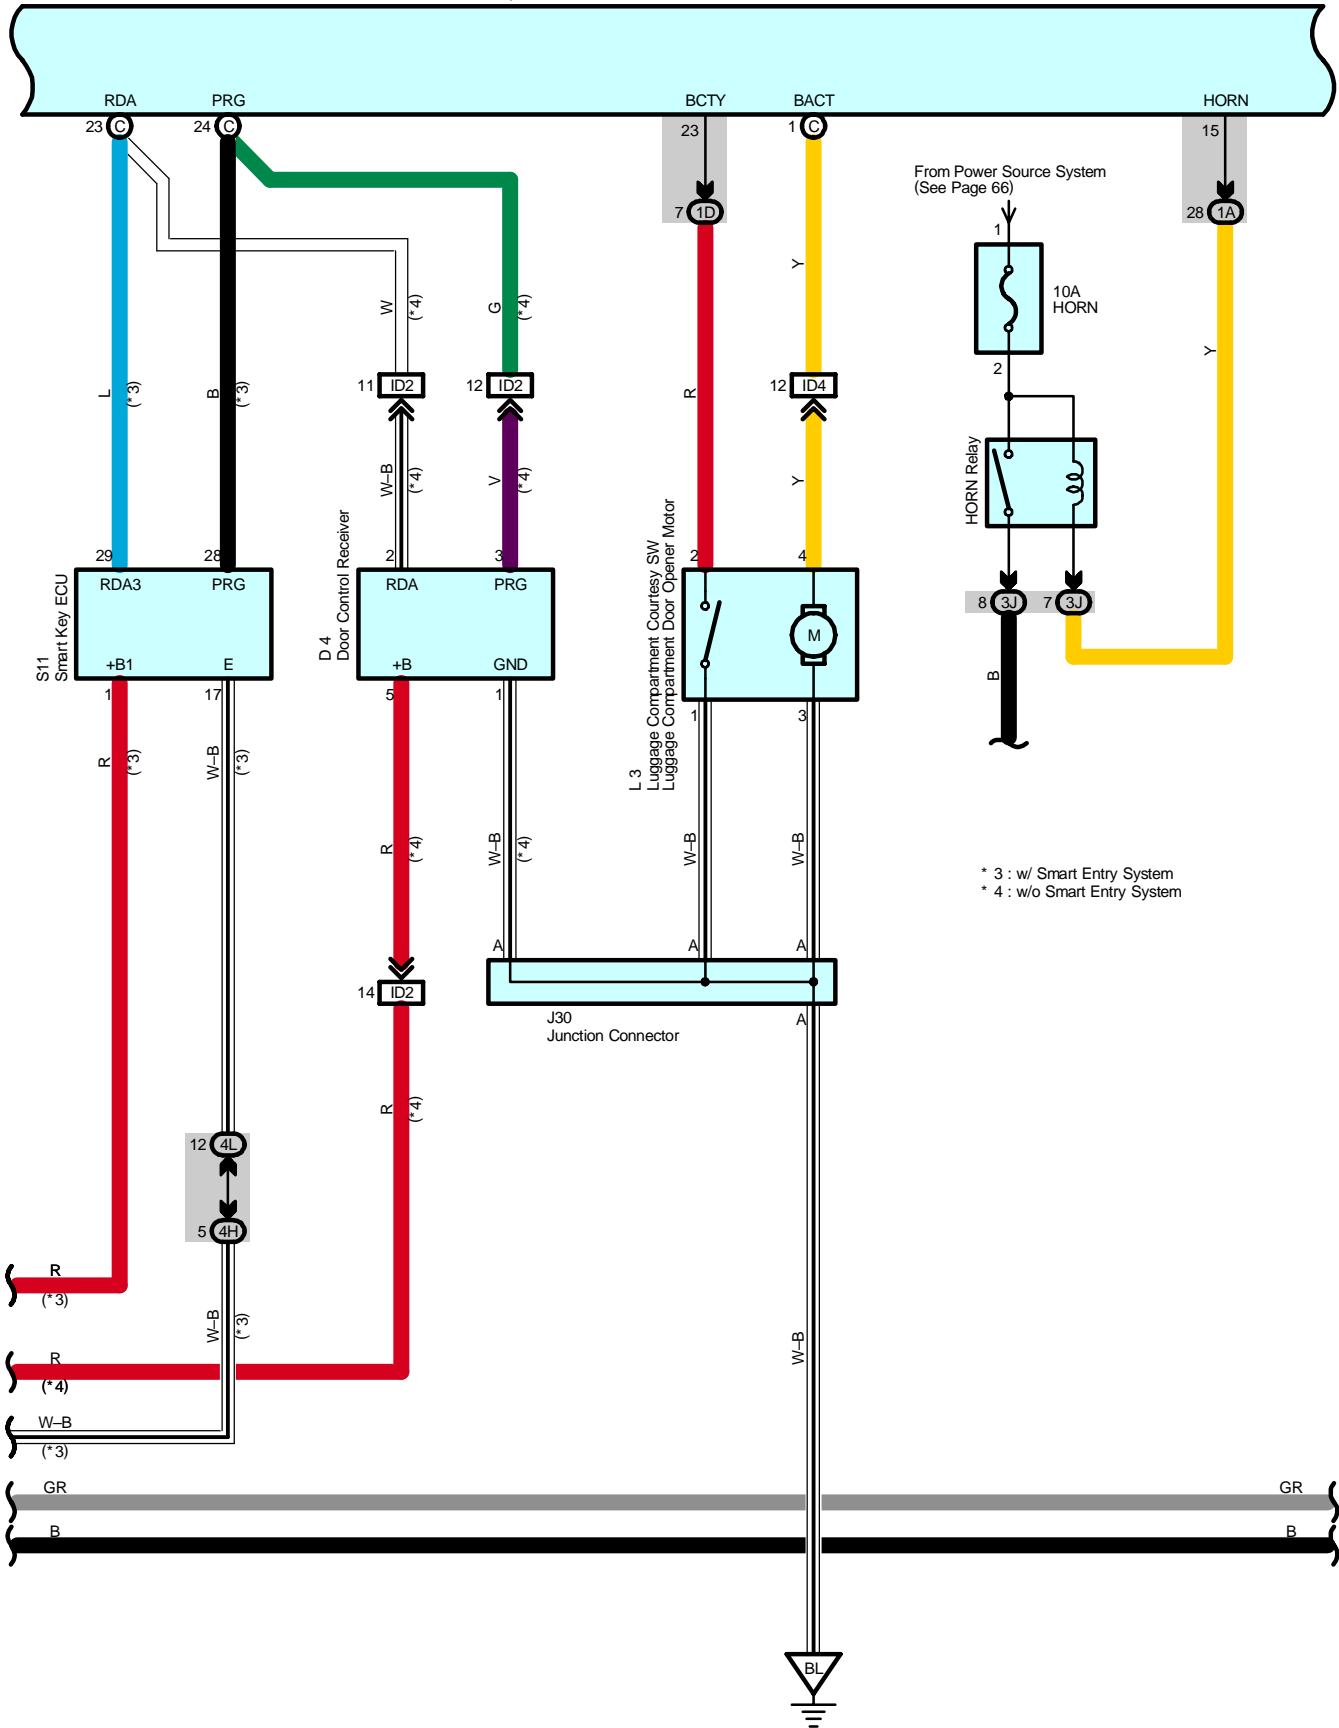 RDA
PRG
BCTY
BACT
HORN
23
C
24
C
23
1
C
15
From Power Source System
(See Page 66)
7
1D
28
1A
1
10A
HORN
2
W
(*4)
G
(*4)
Y
Y
L
(*3)
B
(*3)
11
ID2
12
ID2
R
12
ID4
W–B
(*4)
V
(*4)
Y
HORN Relay
29
28
2
3
2
4
RDA3
PRG
RDA
PRG
S11
Smart Key ECU
D 4
Door Control Receiver
L 3
Luggage Compartment Courtesy SW
Luggage Compartment Door Opener Motor
M
8
3J
7
3J
+B1
E
+B
GND
1
17
5
1
1
3
B
R
(*3)
W–B
(*3)
R
(*4)
W–B
(*4)
W–B
W–B
* 3 : w/ Smart Entry System
* 4 : w/o Smart Entry System
A
A
A
14
ID2
J30
Junction Connector
A
R
(*4)
12
4L
5
4H
R
(*3)
W–B
(*3)
W–B
R
(*4)
W–B
(*3)
GR
GR
B
B
BL